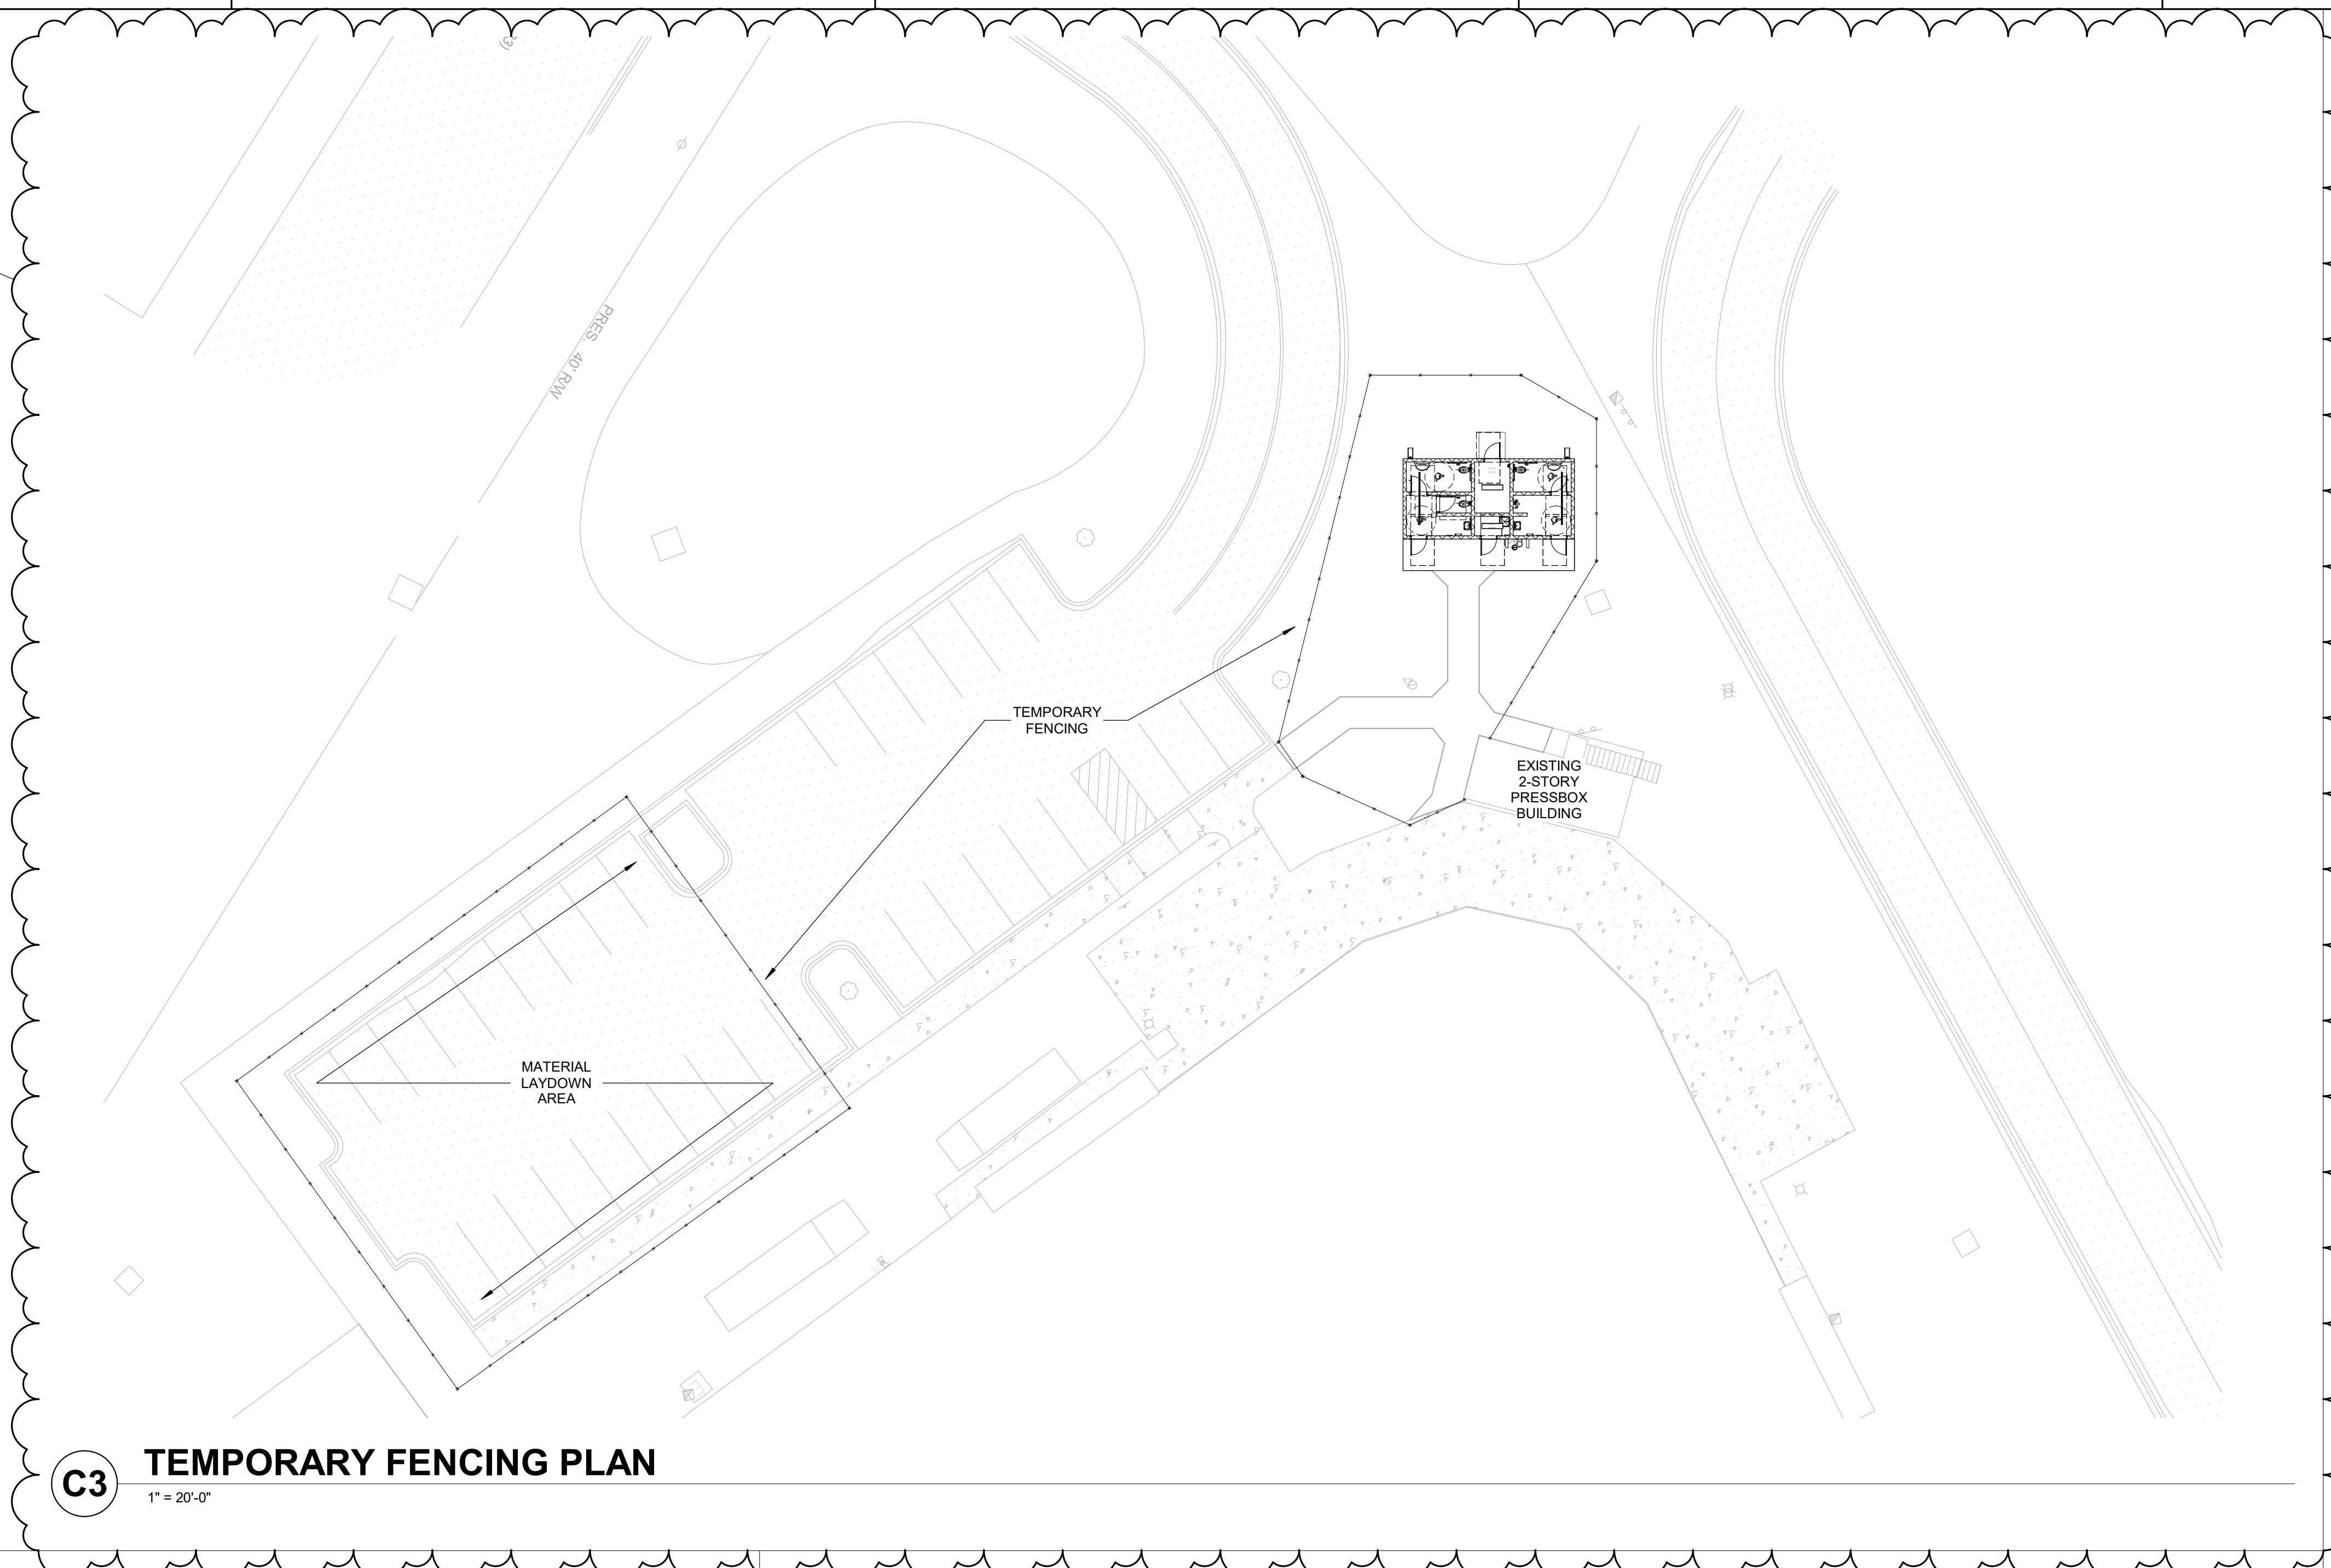 23)
PRES. 40' R/W
TEMPORARY
FENCING
EXISTING
2-STORY
PRESSBOX
BUILDING
MATERIAL
LAYDOWN
AREA
C3
TEMPORARY FENCING PLAN
1" = 20'-0"